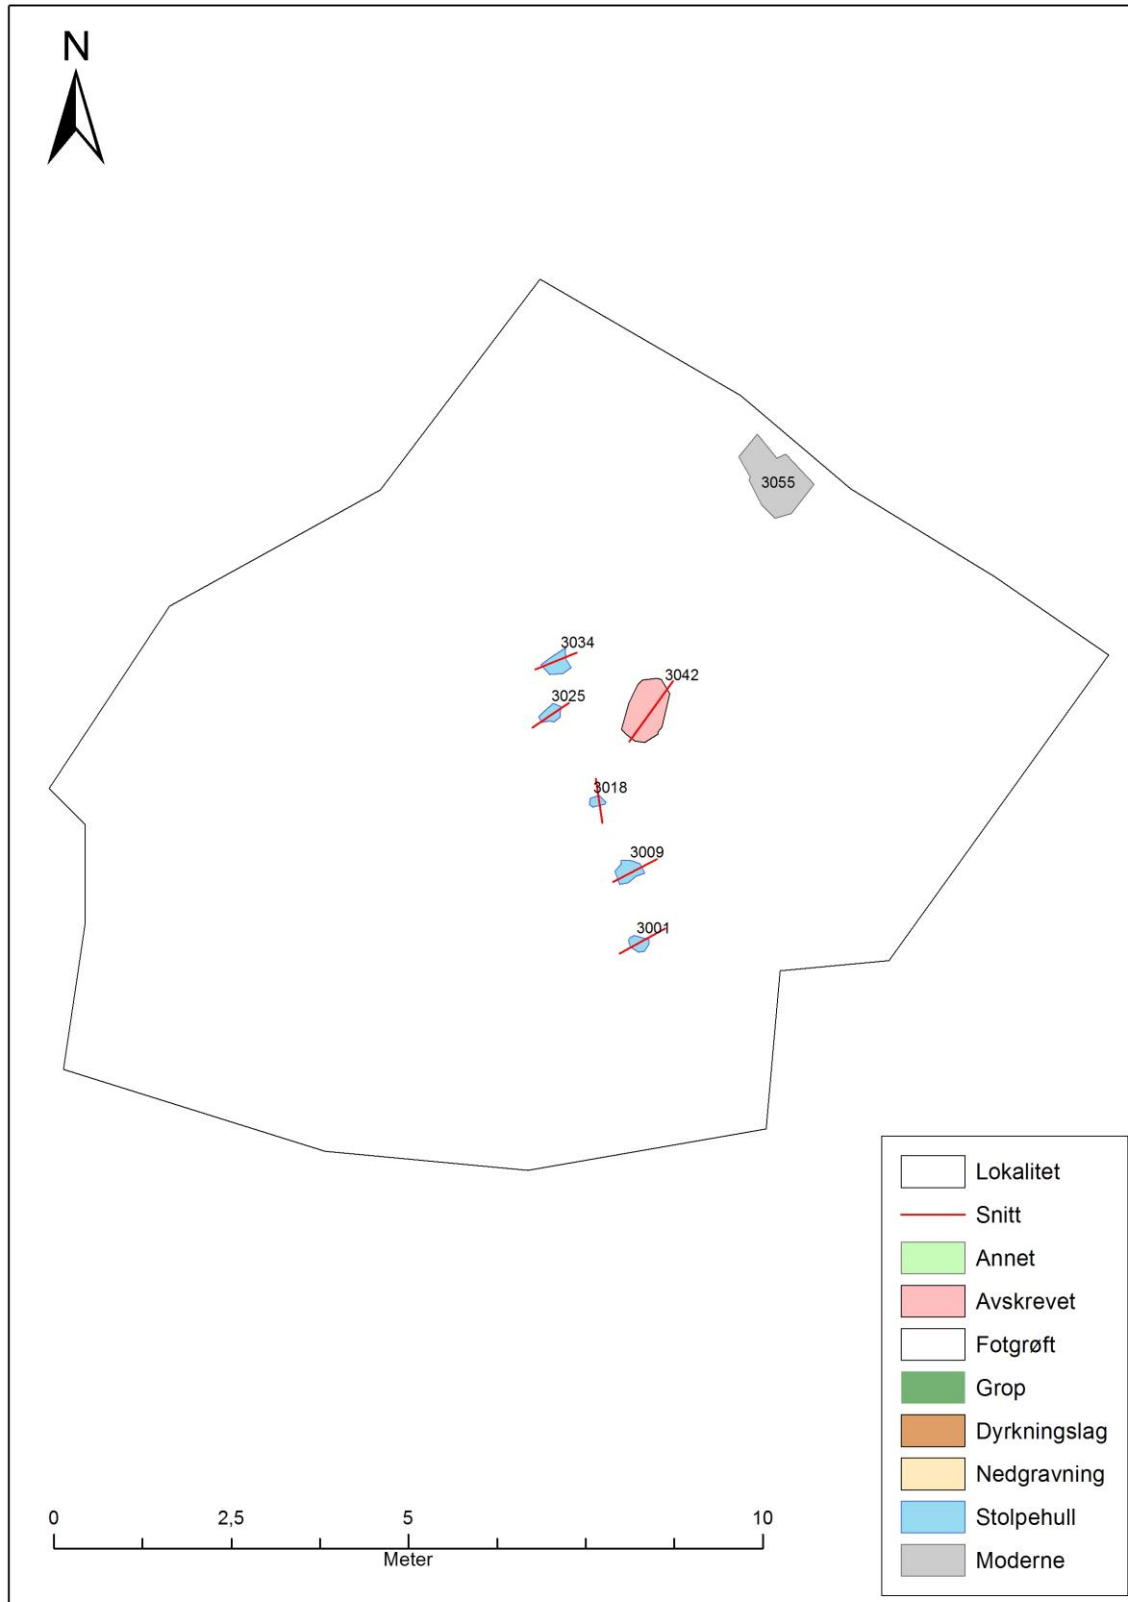 N
3055
3034
3042
3025
3018
3009
3001
Lokalitet
Snitt
Annet
Avskrevet
Fotgrøft
Grop
Dyrkningslag
Nedgravning
Stolpehull
Moderne
0 2,5 5 10
Meter